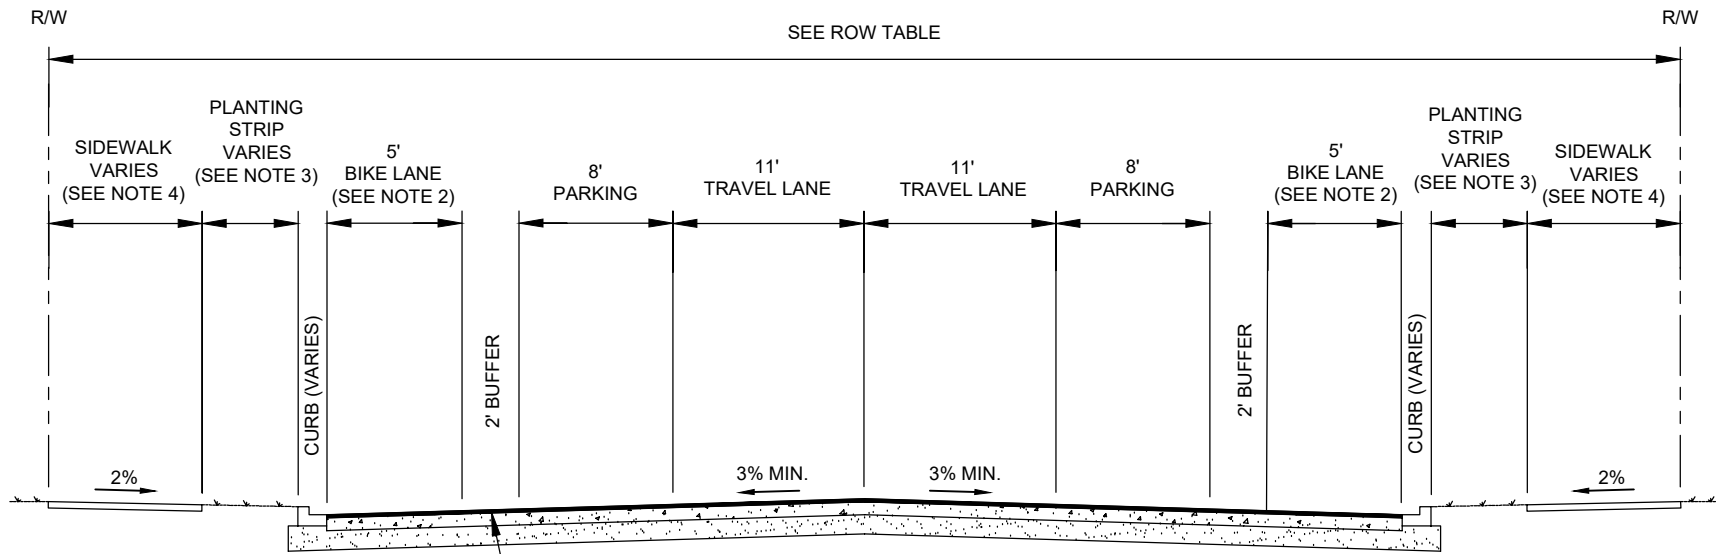 R/W
R/W
SEE ROW TABLE
SIDEWALK
VARIES
(SEE NOTE 4)
PLANTING
STRIP
VARIES
(SEE NOTE 3)
5'
BIKE LANE
(SEE NOTE 2)
8'
PARKING
11'
TRAVEL LANE
11'
TRAVEL LANE
8'
PARKING
5'
BIKE LANE
(SEE NOTE 2)
PLANTING
STRIP
VARIES
(SEE NOTE 3)
SIDEWALK
VARIES
(SEE NOTE 4)
CURB (VARIES)
2' BUFFER
2' BUFFER
CURB (VARIES)
2%
3% MIN.
3% MIN.
2%